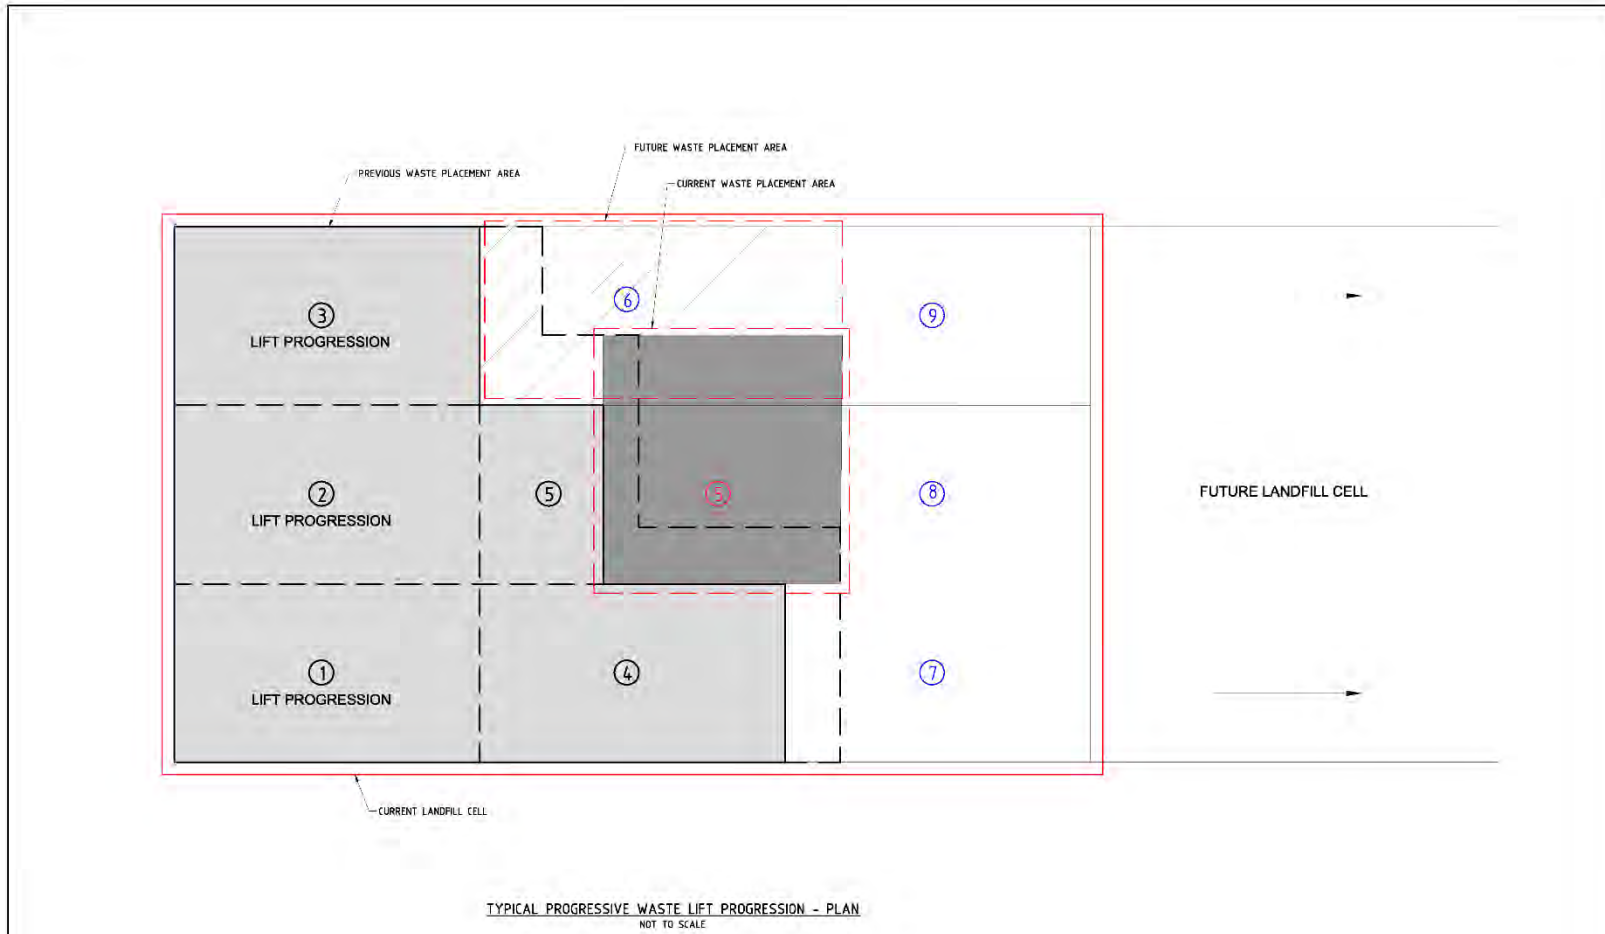 FUTURE WASTE PLACEMENT AREA
PREVIOUS WASTE PLACEMENT AREA
CURRENT WASTE PLACEMENT AREA
6
3
LIFT PROGRESSION
9
2
LIFT PROGRESSION
5
5
8
FUTURE LANDFILL CELL
1
LIFT PROGRESSION
4
7
CURRENT LANDFILL CELL
TYPICAL PROGRESSIVE WASTE LIFT PROGRESSION - PLAN
NOT TO SCALE